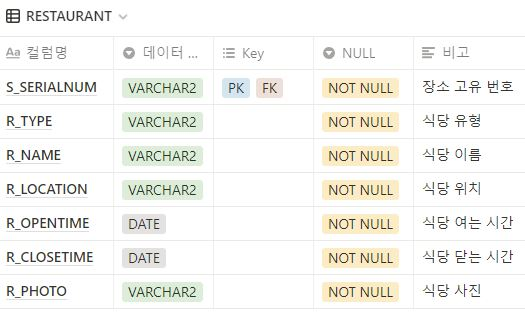 RESTAURANT
Aa 컬럼명 데이터 ... Key NULL 비고
S_SERIALNUM VARCHAR2 PK FK NOT NULL 장소 고유 번호
R_TYPE VARCHAR2 NOT NULL 식당 유형
R_NAME VARCHAR2 NOT NULL 식당 이름
R_LOCATION VARCHAR2 NOT NULL 식당 위치
R_OPENTIME DATE NOT NULL 식당 여는 시간
R_CLOSETIME DATE NOT NULL 식당 닫는 시간
R_PHOTO VARCHAR2 NOT NULL 식당 사진